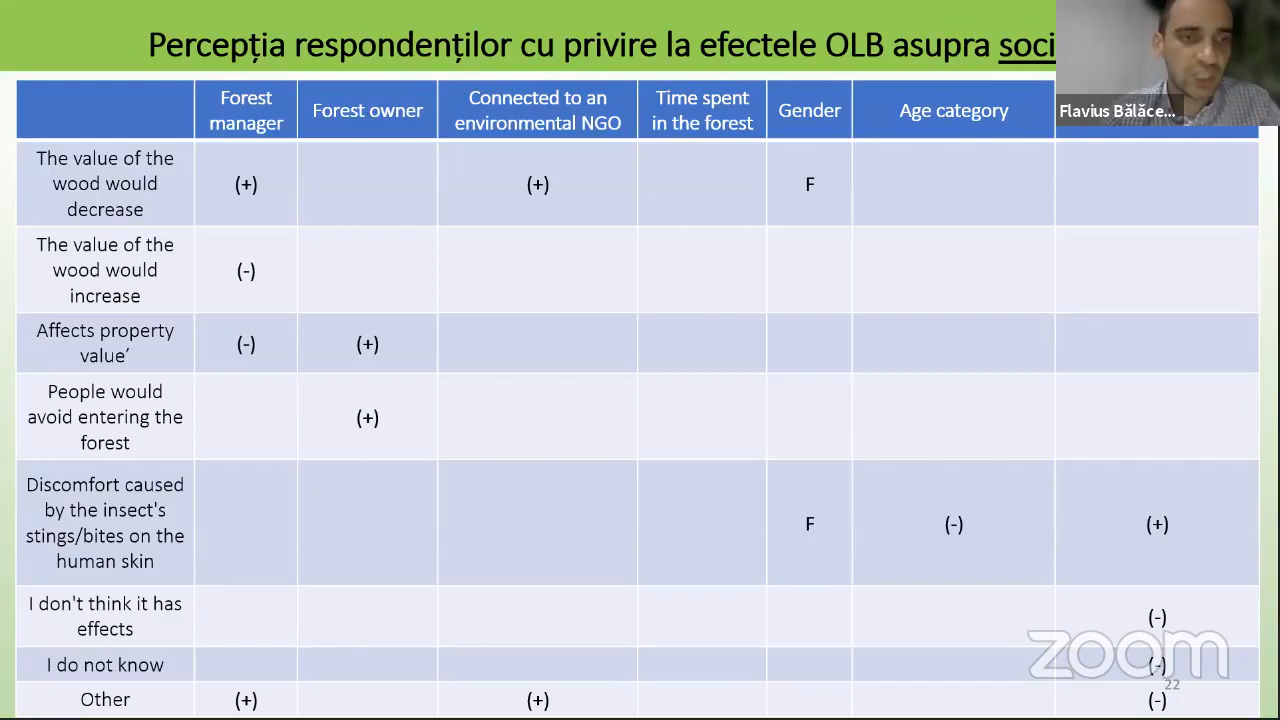 Percepția respondenților cu privire la efectele OLB asupra soci
Forest manager
Forest owner
Connected to an environmental NGO
Time spent in the forest
Gender
Age category
Flavius Bălăce...
The value of the wood would decrease
(+)
(+)
F
The value of the wood would increase
(-)
Affects property value’
(-)
(+)
People would avoid entering the forest
(+)
Discomfort caused by the insect's stings/bites on the human skin
F
(-)
(+)
I don't think it has effects
(-)
I do not know
(-)
Other
(+)
(+)
(-)
zoom
22